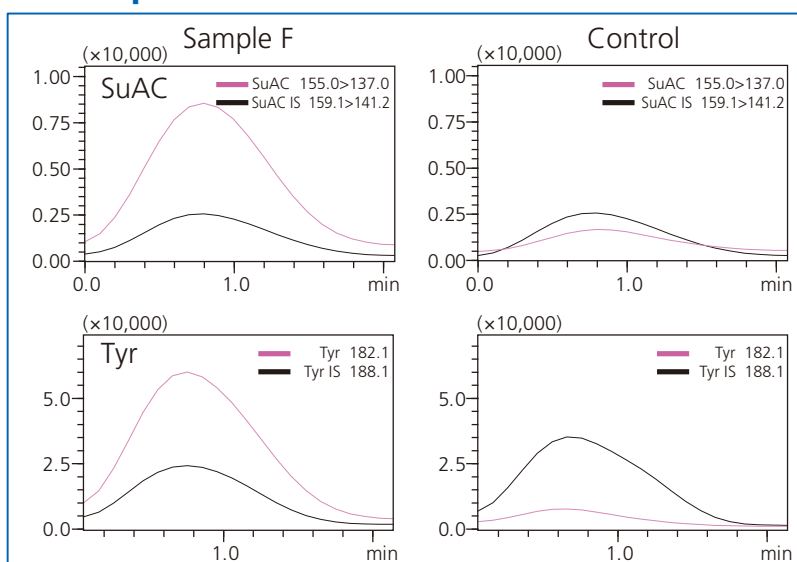 Sample F
Control
(×10,000)
SuAC
SuAC 155.0>137.0
SuAC IS 159.1>141.2
1.00
0.75
0.50
0.25
0.00
0.0
1.0
min
(×10,000)
SuAC 155.0>137.0
SuAC IS 159.1>141.2
1.00
0.75
0.50
0.25
0.00
0.0
1.0
min
(×10,000)
Tyr
Tyr 182.1
Tyr IS 188.1
5.0
2.5
0.0
1.0
min
(×10,000)
Tyr 182.1
Tyr IS 188.1
5.0
2.5
0.0
1.0
min